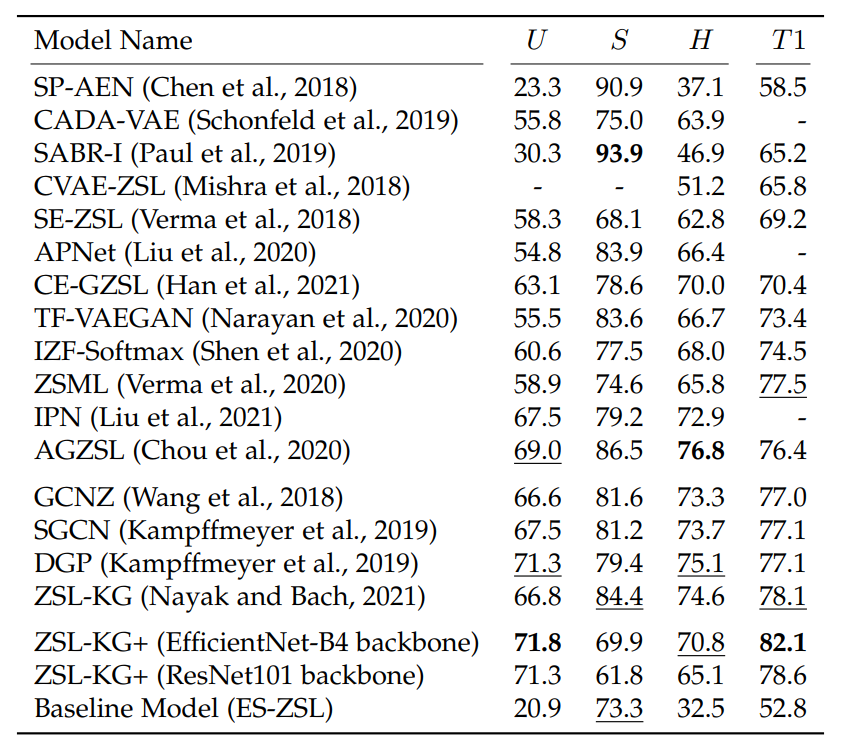 Model Name U S H T1
SP-AEN (Chen et al., 2018) 23.3 90.9 37.1 58.5
CADA-VAE (Schonfeld et al., 2019) 55.8 75.0 63.9 -
SABR-I (Paul et al., 2019) 30.3 93.9 46.9 65.2
CVAE-ZSL (Mishra et al., 2018) - - 51.2 65.8
SE-ZSL (Verma et al., 2018) 58.3 68.1 62.8 69.2
APNet (Liu et al., 2020) 54.8 83.9 66.4 -
CE-GZSL (Han et al., 2021) 63.1 78.6 70.0 70.4
TF-VAEGAN (Narayan et al., 2020) 55.5 83.6 66.7 73.4
IZF-Softmax (Shen et al., 2020) 60.6 77.5 68.0 74.5
ZSML (Verma et al., 2020) 58.9 74.6 65.8 77.5
IPN (Liu et al., 2021) 67.5 79.2 72.9 -
AGZSL (Chou et al., 2020) 69.0 86.5 76.8 76.4
GCNZ (Wang et al., 2018) 66.6 81.6 73.3 77.0
SGCN (Kampffmeyer et al., 2019) 67.5 81.2 73.7 77.1
DGP (Kampffmeyer et al., 2019) 71.3 79.4 75.1 77.1
ZSL-KG (Nayak and Bach, 2021) 66.8 84.4 74.6 78.1
ZSL-KG+ (EfficientNet-B4 backbone) 71.8 69.9 70.8 82.1
ZSL-KG+ (ResNet101 backbone) 71.3 61.8 65.1 78.6
Baseline Model (ES-ZSL) 20.9 73.3 32.5 52.8